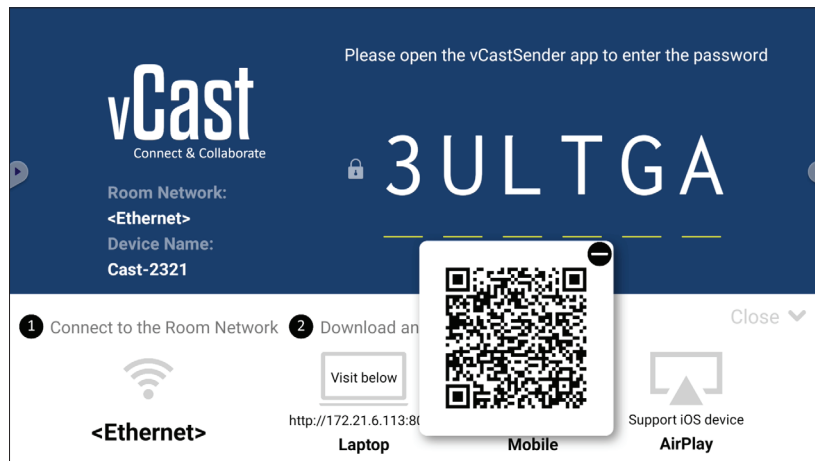 Please open the vCastSender app to enter the password
vCast
Connect & Collaborate
3ULTGA
Room Network:
<Ethernet>
Device Name:
Cast-2321
1 Connect to the Room Network
2 Download an
Close
Visit below
http://172.21.6.113:80
Support iOS device
<Ethernet>
Laptop
Mobile
AirPlay